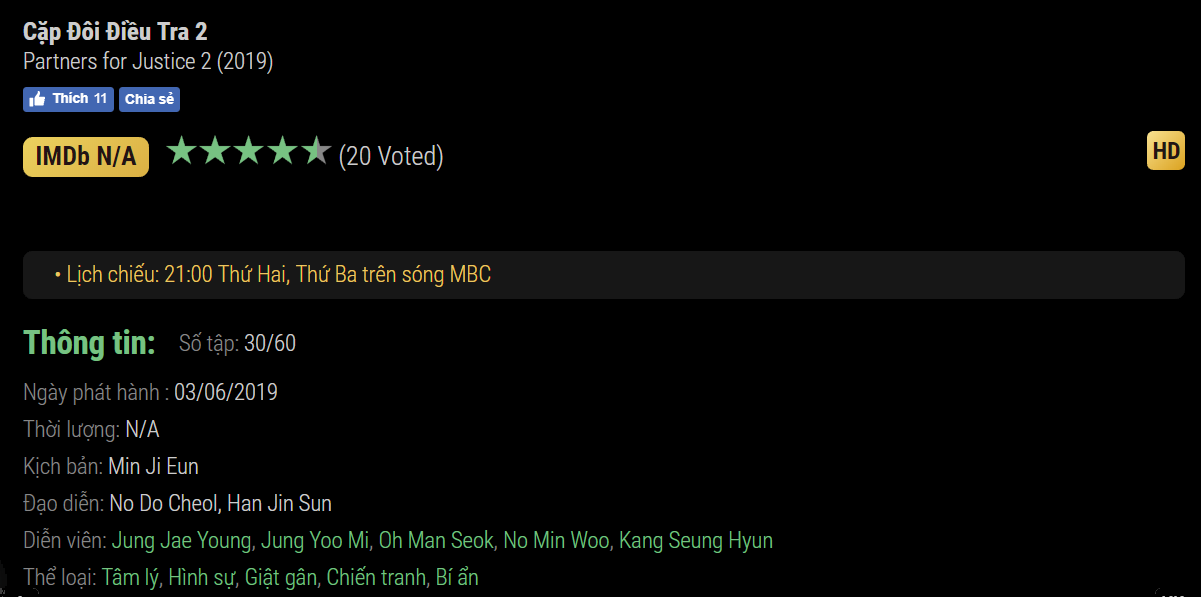 Cặp Đôi Điều Tra 2
Partners for Justice 2 (2019)
Thích 11 Chia sẻ
IMDb N/A (20 Voted) HD
• Lịch chiếu: 21:00 Thứ Hai, Thứ Ba trên sóng MBC
Thông tin: Số tập: 30/60
Ngày phát hành : 03/06/2019
Thời lượng: N/A
Kịch bản: Min Ji Eun
Đạo diễn: No Do Cheol, Han Jin Sun
Diễn viên: Jung Jae Young, Jung Yoo Mi, Oh Man Seok, No Min Woo, Kang Seung Hyun
Thể loại: Tâm lý, Hình sự, Giật gân, Chiến tranh, Bí ẩn